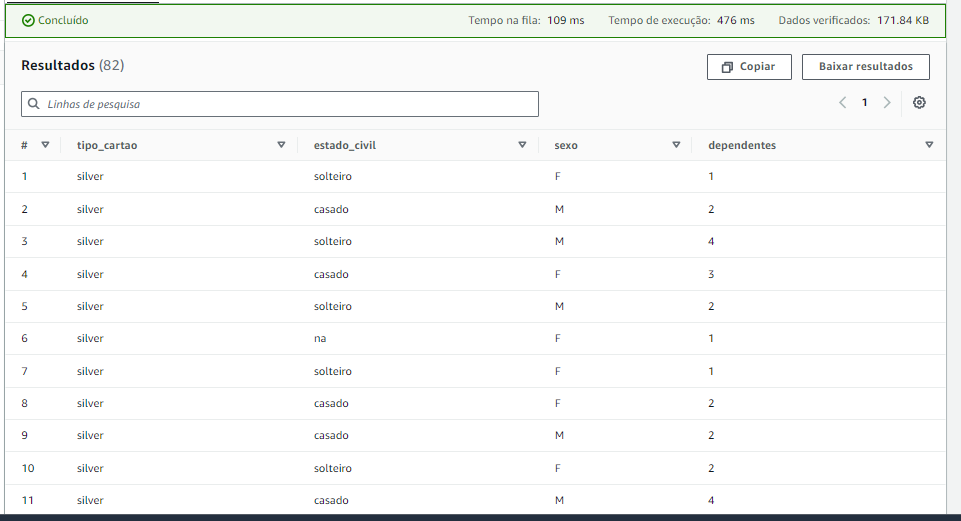 Concluído Tempo na fila: 109 ms Tempo de execução: 476 ms Dados verificados: 171.84 KB
Resultados (82) Copiar Baixar resultados
Linhas de pesquisa 1
# tipo_cartao estado_civil sexo dependentes
1 silver solteiro F 1
2 silver casado M 2
3 silver solteiro M 4
4 silver casado F 3
5 silver solteiro M 2
6 silver na F 1
7 silver solteiro F 1
8 silver casado F 2
9 silver casado M 2
10 silver solteiro F 2
11 silver casado M 4